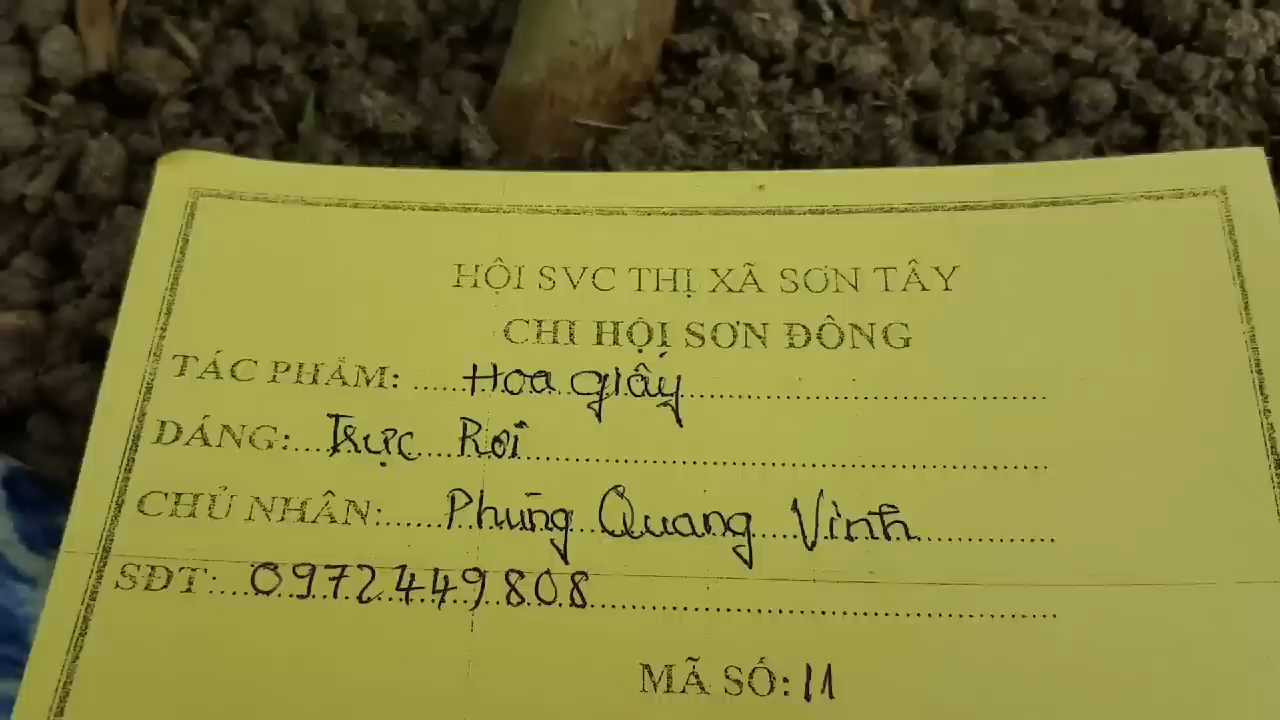 HỘI SVC THỊ XÃ SƠN TÂY
CHI HỘI SƠN ĐÔNG
TÁC PHẨM: Hoa giấy
DÁNG: Trực Rơi
CHỦ NHÂN: Phùng Quang Vinh
SĐT: 0972449808
MÃ SỐ: 11